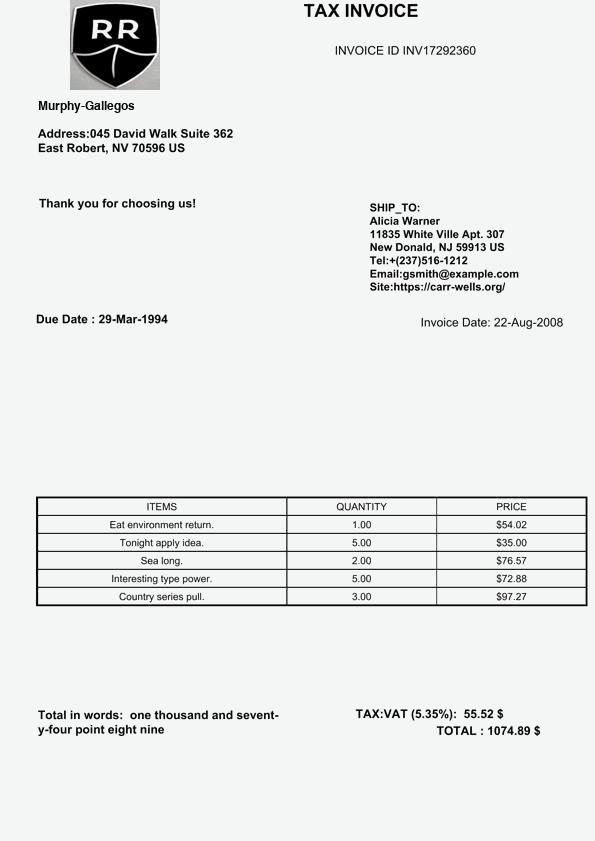 RR
TAX INVOICE
INVOICE ID INV17292360
Murphy-Gallegos
Address:045 David Walk Suite 362
East Robert, NV 70596 US
Thank you for choosing us!
SHIP_TO:
Alicia Warner
11835 White Ville Apt. 307
New Donald, NJ 59913 US
Tel:+(237)516-1212
Email:gsmith@example.com
Site:https://carr-wells.org/
Due Date : 29-Mar-1994
Invoice Date: 22-Aug-2008
ITEMS QUANTITY PRICE
Eat environment return. 1.00 $54.02
Tonight apply idea. 5.00 $35.00
Sea long. 2.00 $76.57
Interesting type power. 5.00 $72.88
Country series pull. 3.00 $97.27
Total in words: one thousand and sevent-
y-four point eight nine
TAX:VAT (5.35%): 55.52 $
TOTAL : 1074.89 $